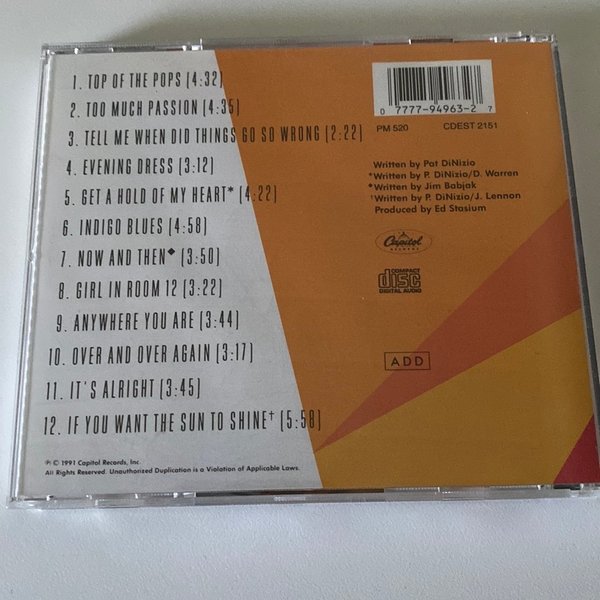 1. TOP OF THE POPS (4:32)
2. TOO MUCH PASSION (4:35)
3. TELL ME WHEN DID THINGS GO SO WRONG (2:22)
4. EVENING DRESS (3:12)
5. GET A HOLD OF MY HEART* (4:22)
6. INDIGO BLUES (4:58)
7. NOW AND THEN◆ (3:50)
8. GIRL IN ROOM 12 (3:22)
9. ANYWHERE YOU ARE (3:44)
10. OVER AND OVER AGAIN (3:17)
11. IT'S ALRIGHT (3:45)
12. IF YOU WANT THE SUN TO SHINE† (5:58)
℗ © 1991 Capitol Records, Inc.
All Rights Reserved. Unauthorized Duplication is a Violation of Applicable Laws.
0 7777-94963-2 7
PM 520 CDEST 2151
Written by Pat DiNizio
*Written by P. DiNizio/D. Warren
◆Written by Jim Babjak
†Written by P. DiNizio/J. Lennon
Produced by Ed Stasium
Capitol
RECORDS
COMPACT
disc
DIGITAL AUDIO
ADD